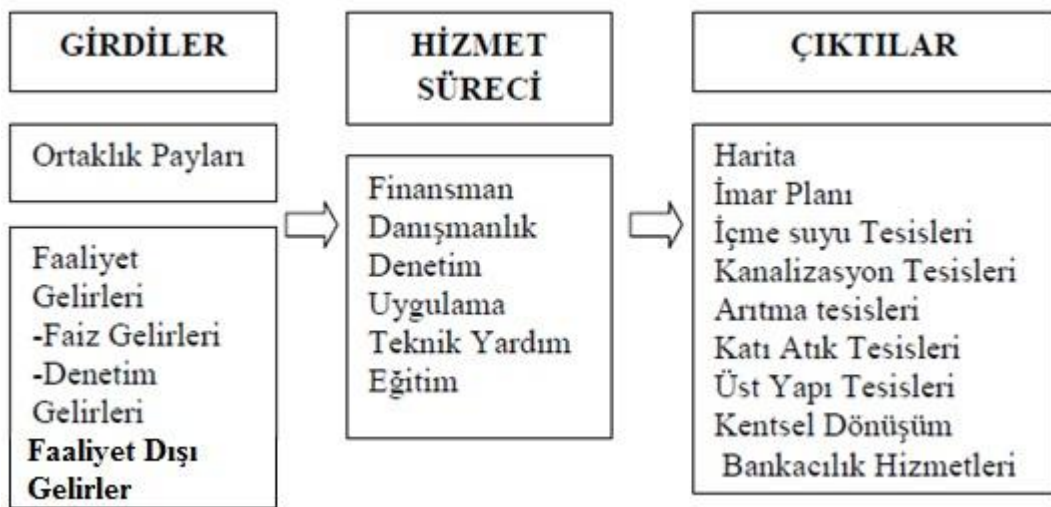 GİRDİLER
Ortaklık Payları
Faaliyet
Gelirleri
-Faiz Gelirleri
-Denetim
Gelirleri
Faaliyet Dışı
Gelirler
HİZMET
SÜRECİ
Finansman
Danışmanlık
Denetim
Uygulama
Teknik Yardım
Eğitim
ÇIKTILAR
Harita
İmar Planı
İçme suyu Tesisleri
Kanalizasyon Tesisleri
Arıtma tesisleri
Katı Atık Tesisleri
Üst Yapı Tesisleri
Kentsel Dönüşüm
Bankacılık Hizmetleri